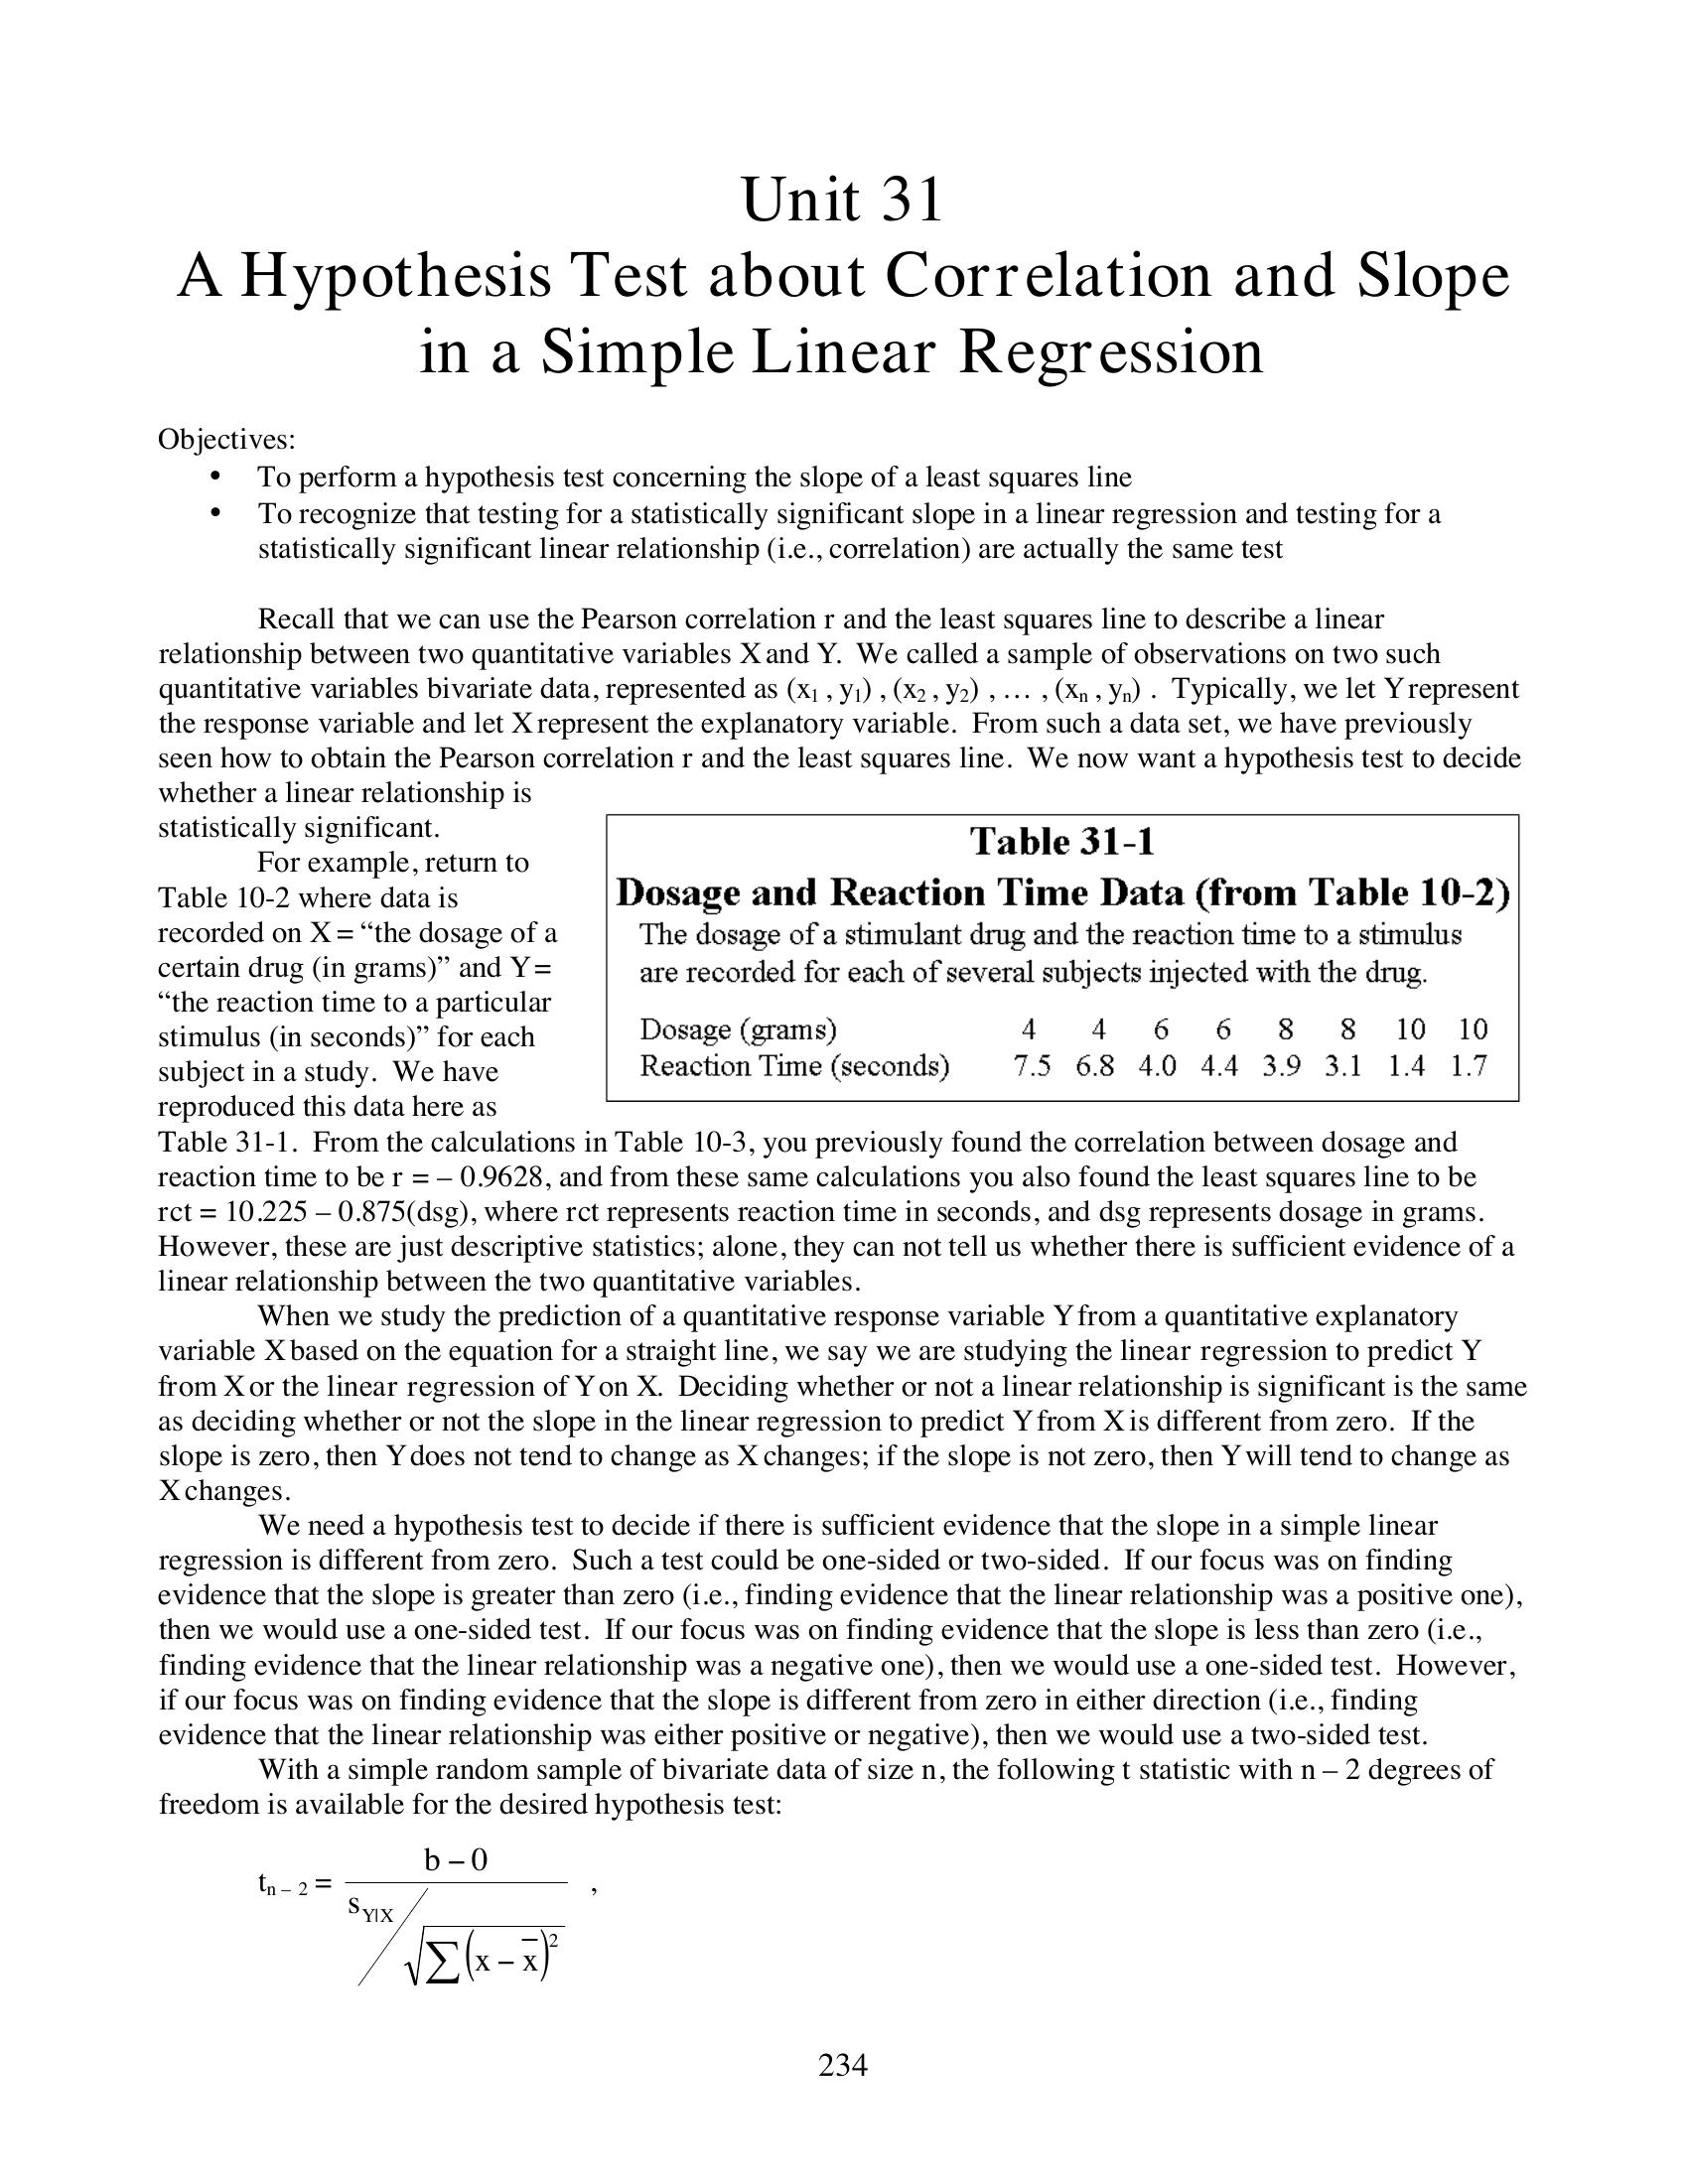 Unit 31
A Hypothesis Test about Correlation and Slope
in a Simple Linear Regression
Objectives:
• To perform a hypothesis test concerning the slope of a least squares line
• To recognize that testing for a statistically significant slope in a linear regression and testing for a
statistically significant linear relationship (i.e., correlation) are actually the same test
Recall that we can use the Pearson correlation r and the least squares line to describe a linear
relationship between two quantitative variables X and Y. We called a sample of observations on two such
quantitative variables bivariate data, represented as (x₁ , y₁) , (x₂ , y₂) , … , (xₙ , yₙ) . Typically, we let Y represent
the response variable and let X represent the explanatory variable. From such a data set, we have previously
seen how to obtain the Pearson correlation r and the least squares line. We now want a hypothesis test to decide
whether a linear relationship is
statistically significant.
For example, return to
Table 10-2 where data is
recorded on X = “the dosage of a
certain drug (in grams)” and Y =
“the reaction time to a particular
stimulus (in seconds)” for each
subject in a study. We have
reproduced this data here as
Table 31-1
Dosage and Reaction Time Data (from Table 10-2)
The dosage of a stimulant drug and the reaction time to a stimulus
are recorded for each of several subjects injected with the drug.
Dosage (grams) 4 4 6 6 8 8 10 10
Reaction Time (seconds) 7.5 6.8 4.0 4.4 3.9 3.1 1.4 1.7
Table 31-1. From the calculations in Table 10-3, you previously found the correlation between dosage and
reaction time to be r = – 0.9628, and from these same calculations you also found the least squares line to be
rct = 10.225 – 0.875(dsg), where rct represents reaction time in seconds, and dsg represents dosage in grams.
However, these are just descriptive statistics; alone, they can not tell us whether there is sufficient evidence of a
linear relationship between the two quantitative variables.
When we study the prediction of a quantitative response variable Y from a quantitative explanatory
variable X based on the equation for a straight line, we say we are studying the linear regression to predict Y
from X or the linear regression of Y on X. Deciding whether or not a linear relationship is significant is the same
as deciding whether or not the slope in the linear regression to predict Y from X is different from zero. If the
slope is zero, then Y does not tend to change as X changes; if the slope is not zero, then Y will tend to change as
X changes.
We need a hypothesis test to decide if there is sufficient evidence that the slope in a simple linear
regression is different from zero. Such a test could be one-sided or two-sided. If our focus was on finding
evidence that the slope is greater than zero (i.e., finding evidence that the linear relationship was a positive one),
then we would use a one-sided test. If our focus was on finding evidence that the slope is less than zero (i.e.,
finding evidence that the linear relationship was a negative one), then we would use a one-sided test. However,
if our focus was on finding evidence that the slope is different from zero in either direction (i.e., finding
evidence that the linear relationship was either positive or negative), then we would use a two-sided test.
With a simple random sample of bivariate data of size n, the following t statistic with n – 2 degrees of
freedom is available for the desired hypothesis test:
b – 0
tₙ ₋ ₂ = ,
s Y|X
√∑(x – x̅)²
234